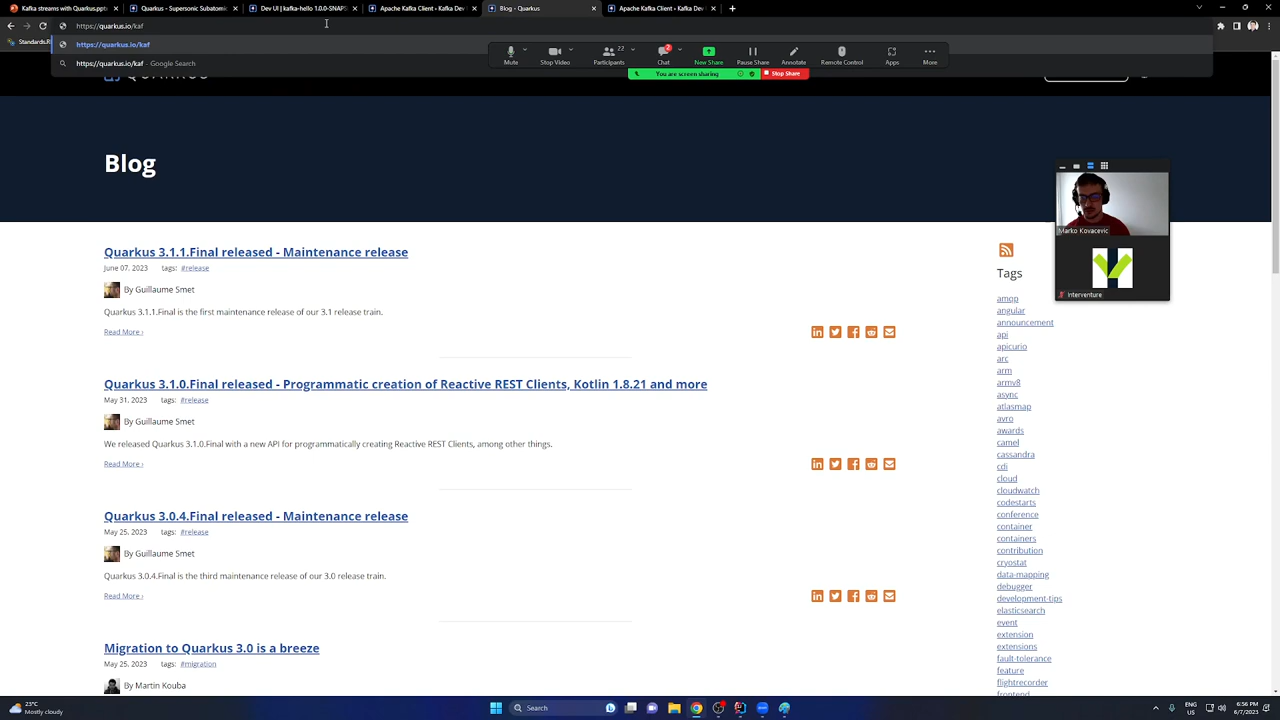 Kafka streams with Quarkus.pptx
Quarkus - Supersonic Subatomic
Dev UI | kafka-hello 1.0.0-SNAPS
Apache Kafka Client - Kafka Dev
Blog - Quarkus
Apache Kafka Client - Kafka Dev
https://quarkus.io/kaf
Standards.R
https://quarkus.io/kaf
https://quarkus.io/kaf - Google Search
22
2
Mute
Stop Video
Participants
Chat
New Share
Pause Share
Annotate
Remote Control
Apps
More
You are screen sharing
Stop Share
Blog
Marko Kovacevic
Interventure
Quarkus 3.1.1.Final released - Maintenance release
June 07, 2023 tags: #release
By Guillaume Smet
Quarkus 3.1.1.Final is the first maintenance release of our 3.1 release train.
Read More ›
Quarkus 3.1.0.Final released - Programmatic creation of Reactive REST Clients, Kotlin 1.8.21 and more
May 31, 2023 tags: #release
By Guillaume Smet
We released Quarkus 3.1.0.Final with a new API for programmatically creating Reactive REST Clients, among other things.
Read More ›
Quarkus 3.0.4.Final released - Maintenance release
May 25, 2023 tags: #release
By Guillaume Smet
Quarkus 3.0.4.Final is the third maintenance release of our 3.0 release train.
Read More ›
Migration to Quarkus 3.0 is a breeze
May 25, 2023 tags: #migration
By Martin Kouba
Tags
amqp
angular
announcement
api
apicurio
arc
arm
armv8
async
atlasmap
avro
awards
camel
cassandra
cdi
cloud
cloudwatch
codestarts
conference
container
containers
contribution
cryostat
data-mapping
debugger
development-tips
elasticsearch
event
extension
extensions
fault-tolerance
feature
flightrecorder
frontend
23°C
Mostly cloudy
Search
ENG
US
6:56 PM
6/7/2023